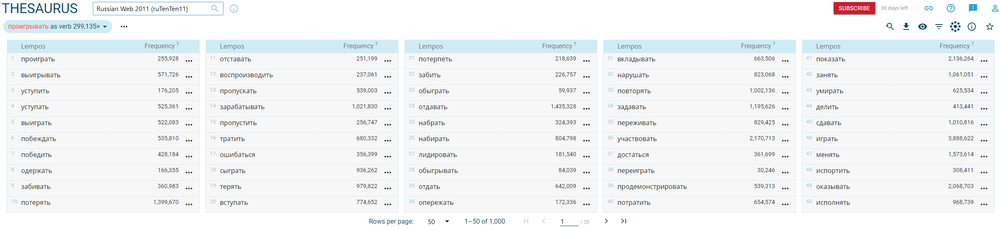 THESAURUS Russian Web 2011 (ruTenTen11) SUBSCRIBE 30 days left
проигрывать as verb 299,135×
Lempos Frequency ? Lempos Frequency ? Lempos Frequency ? Lempos Frequency ? Lempos Frequency ?
1 проиграть 255,928 11 отставать 251,199 21 потерпеть 218,639 31 вкладывать 663,506 41 показать 2,136,264
2 выигрывать 571,726 12 воспроизводить 237,061 22 забить 226,757 32 нарушать 823,068 42 занять 1,061,051
3 уступить 176,205 13 пропускать 539,003 23 обыграть 59,937 33 повторять 1,002,136 43 умирать 625,534
4 уступать 525,361 14 зарабатывать 1,021,830 24 отдавать 1,435,328 34 задавать 1,195,626 44 делить 413,441
5 выиграть 522,083 15 пропустить 256,747 25 набрать 324,393 35 переживать 829,425 45 сдавать 1,010,816
6 побеждать 535,810 16 тратить 680,332 26 набирать 804,798 36 участвовать 2,170,713 46 играть 3,888,622
7 победить 428,184 17 ошибаться 356,399 27 лидировать 181,540 37 достаться 361,699 47 менять 1,573,614
8 одержать 166,355 18 сыграть 936,262 28 обыгрывать 84,039 38 переиграть 30,246 48 испортить 308,411
9 забивать 360,983 19 терять 979,822 29 отдать 642,009 39 продемонстрировать 539,313 49 оказывать 2,068,703
10 потерять 1,399,670 20 вступать 774,652 30 опережать 172,336 40 потратить 654,574 50 исполнять 968,739
Rows per page: 50 1–50 of 1,000 1 / 20